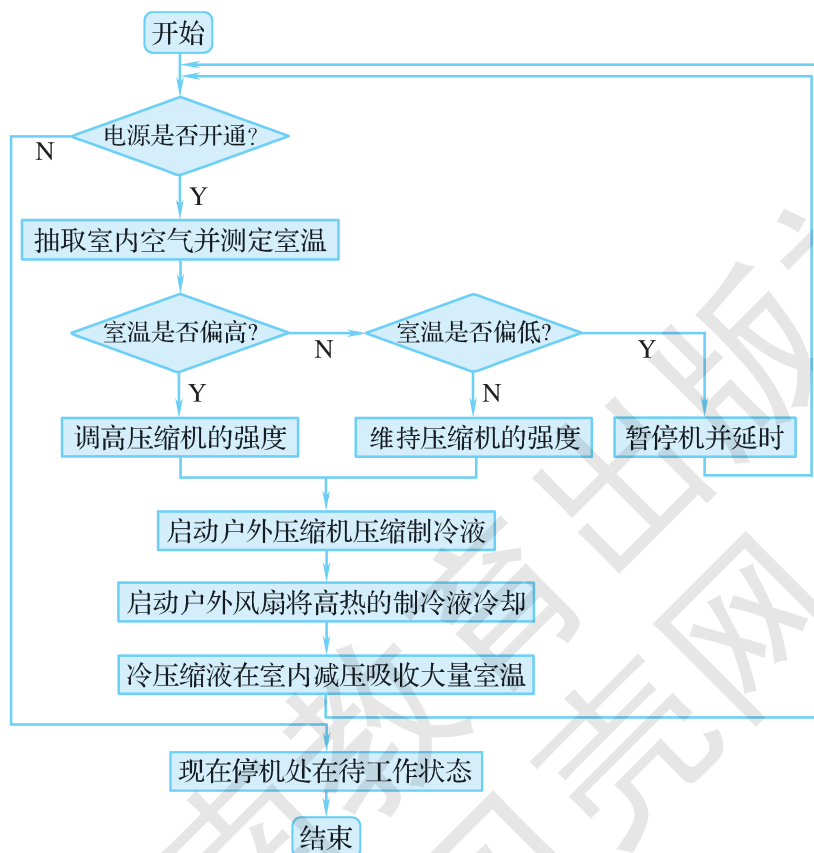 开始
电源是否开通?
N
Y
抽取室内空气并测定室温
室温是否偏高?
N
室温是否偏低?
Y
Y
N
调高压缩机的强度
维持压缩机的强度
暂停机并延时
启动户外压缩机压缩制冷液
启动户外风扇将高热的制冷液冷却
冷压缩液在室内减压吸收大量室温
现在停机处在待工作状态
结束
教育出版
网